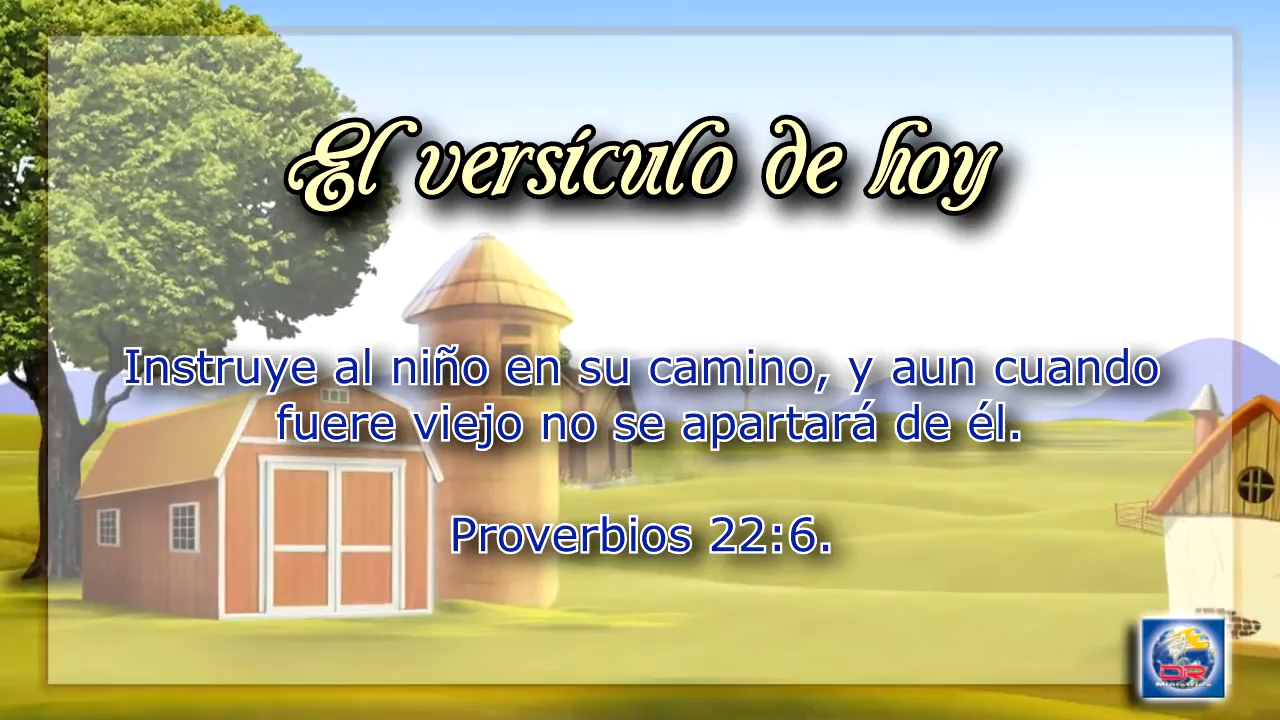 El versículo de hoy
Instruye al niño en su camino, y aun cuando
fuere viejo no se apartará de él.
Proverbios 22:6.
DR
Ministries